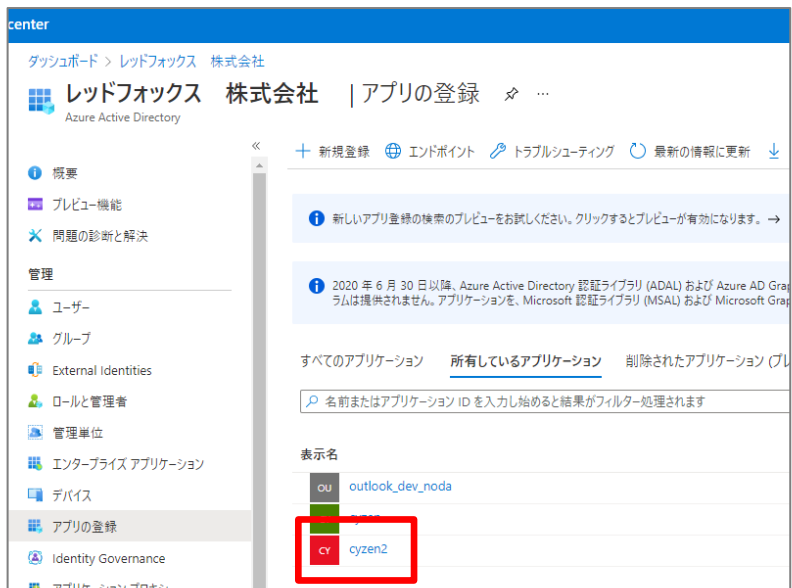 center
ダッシュボード > レッドフォックス 株式会社
レッドフォックス 株式会社 | アプリの登録 …
Azure Active Directory
«
概要
プレビュー機能
問題の診断と解決
管理
ユーザー
グループ
External Identities
ロールと管理者
管理単位
エンタープライズ アプリケーション
デバイス
アプリの登録
Identity Governance
アプリケーション プロキシ
＋ 新規登録 エンドポイント トラブルシューティング 最新の情報に更新
新しいアプリ登録の検索のプレビューをお試しください。クリックするとプレビューが有効になります。 →
2020 年 6 月 30 日以降、Azure Active Directory 認証ライブラリ (ADAL) および Azure AD Grap
ラムは提供されません。アプリケーションを、Microsoft 認証ライブラリ (MSAL) および Microsoft Grap
すべてのアプリケーション 所有しているアプリケーション 削除されたアプリケーション (プレ
名前またはアプリケーション ID を入力し始めると結果がフィルター処理されます
表示名
OU outlook_dev_noda
cyzen
CY cyzen2